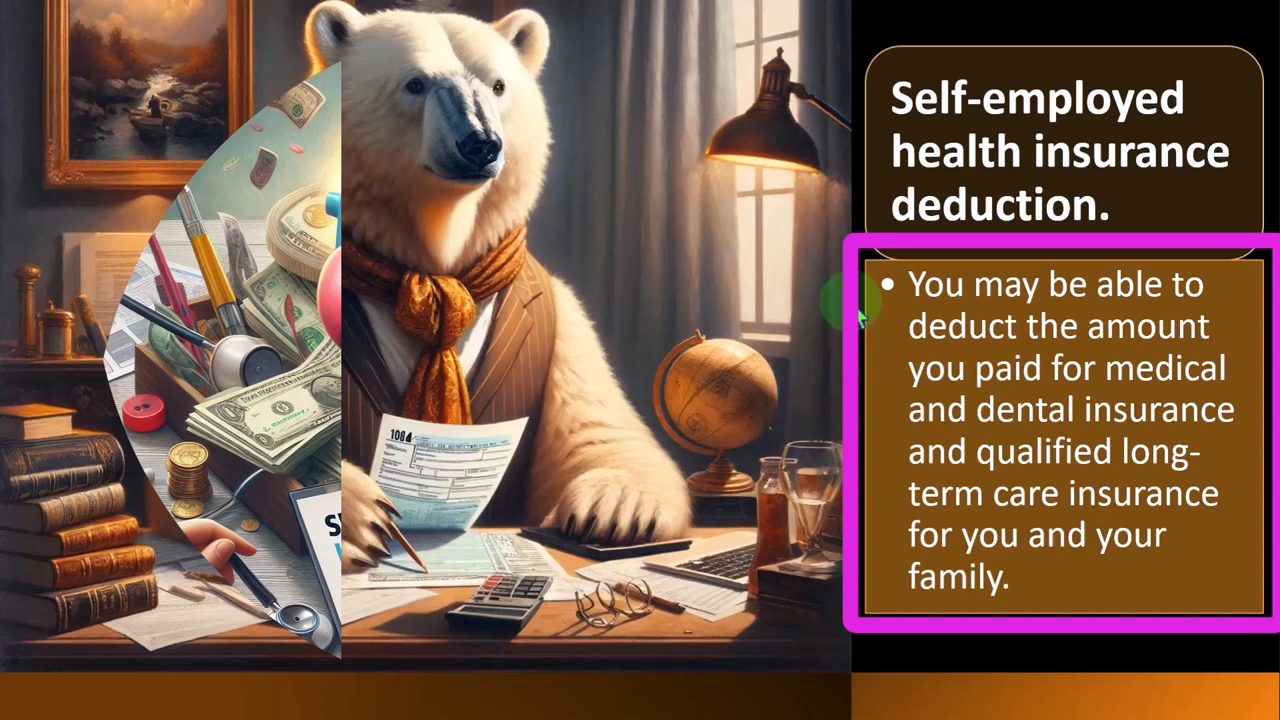 Self-employed
health insurance
deduction.
• You may be able to
deduct the amount
you paid for medical
and dental insurance
and qualified long-
term care insurance
for you and your
family.